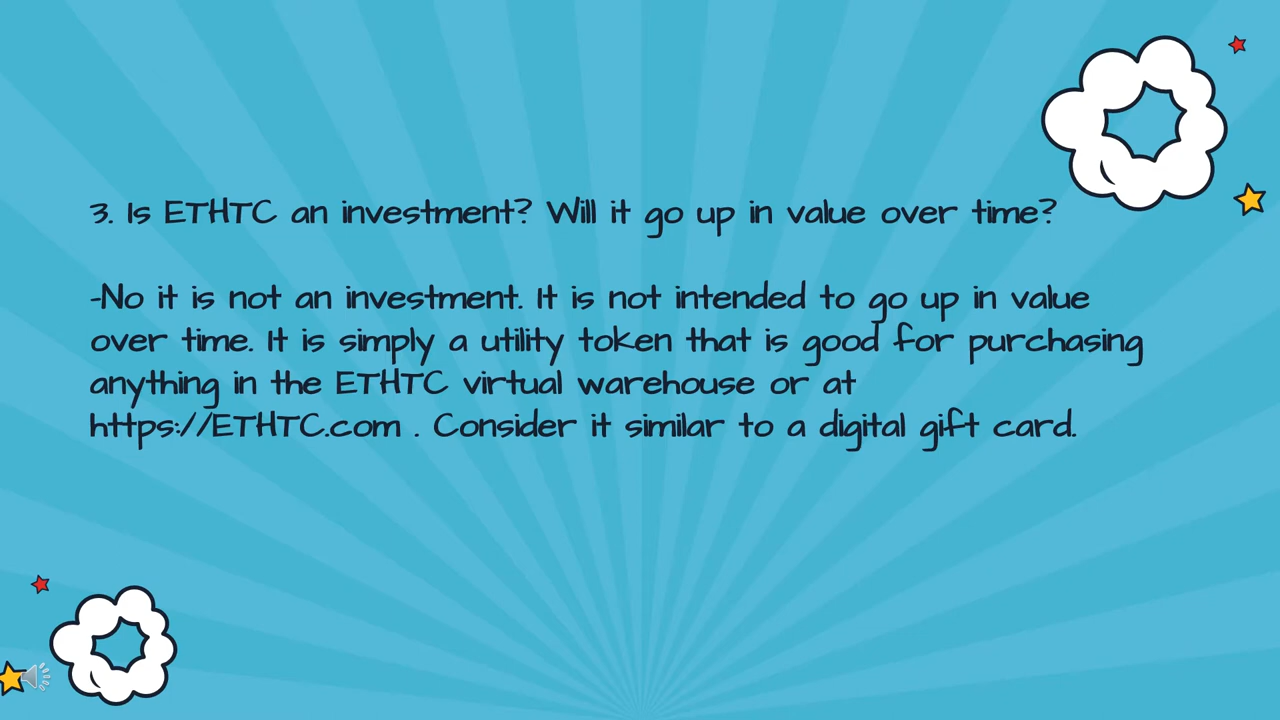 3. Is ETHTC an investment? Will it go up in value over time?
-No it is not an investment. It is not intended to go up in value
over time. It is simply a utility token that is good for purchasing
anything in the ETHTC virtual warehouse or at
https://ETHTC.com . Consider it similar to a digital gift card.